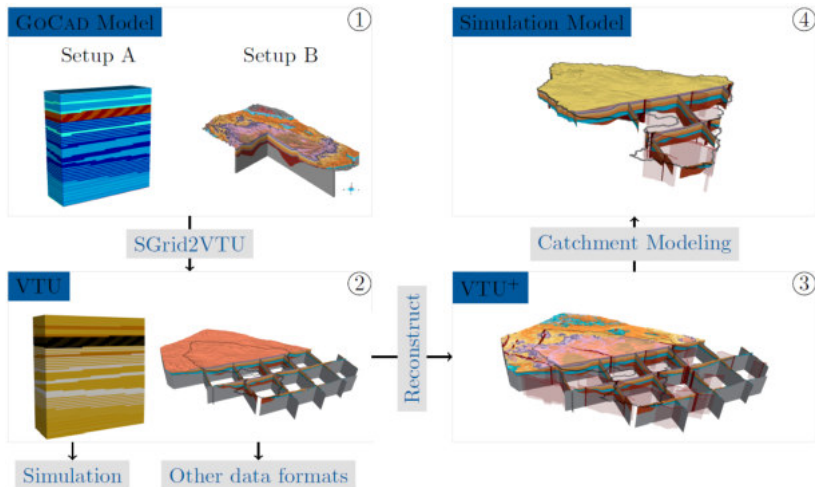 GOCAD Model
①
Setup A
Setup B
SGrid2VTU
VTU
②
Simulation
Other data formats
Reconstruct
VTU⁺
③
Catchment Modeling
Simulation Model
④